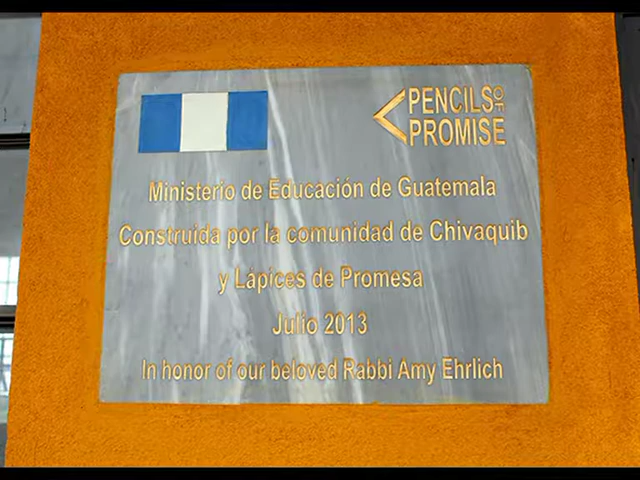 PENCILS OF
PROMISE
Ministerio de Educación de Guatemala
Construida por la comunidad de Chivaquib
y Lápices de Promesa
Julio 2013
In honor of our beloved Rabbi Amy Ehrlich